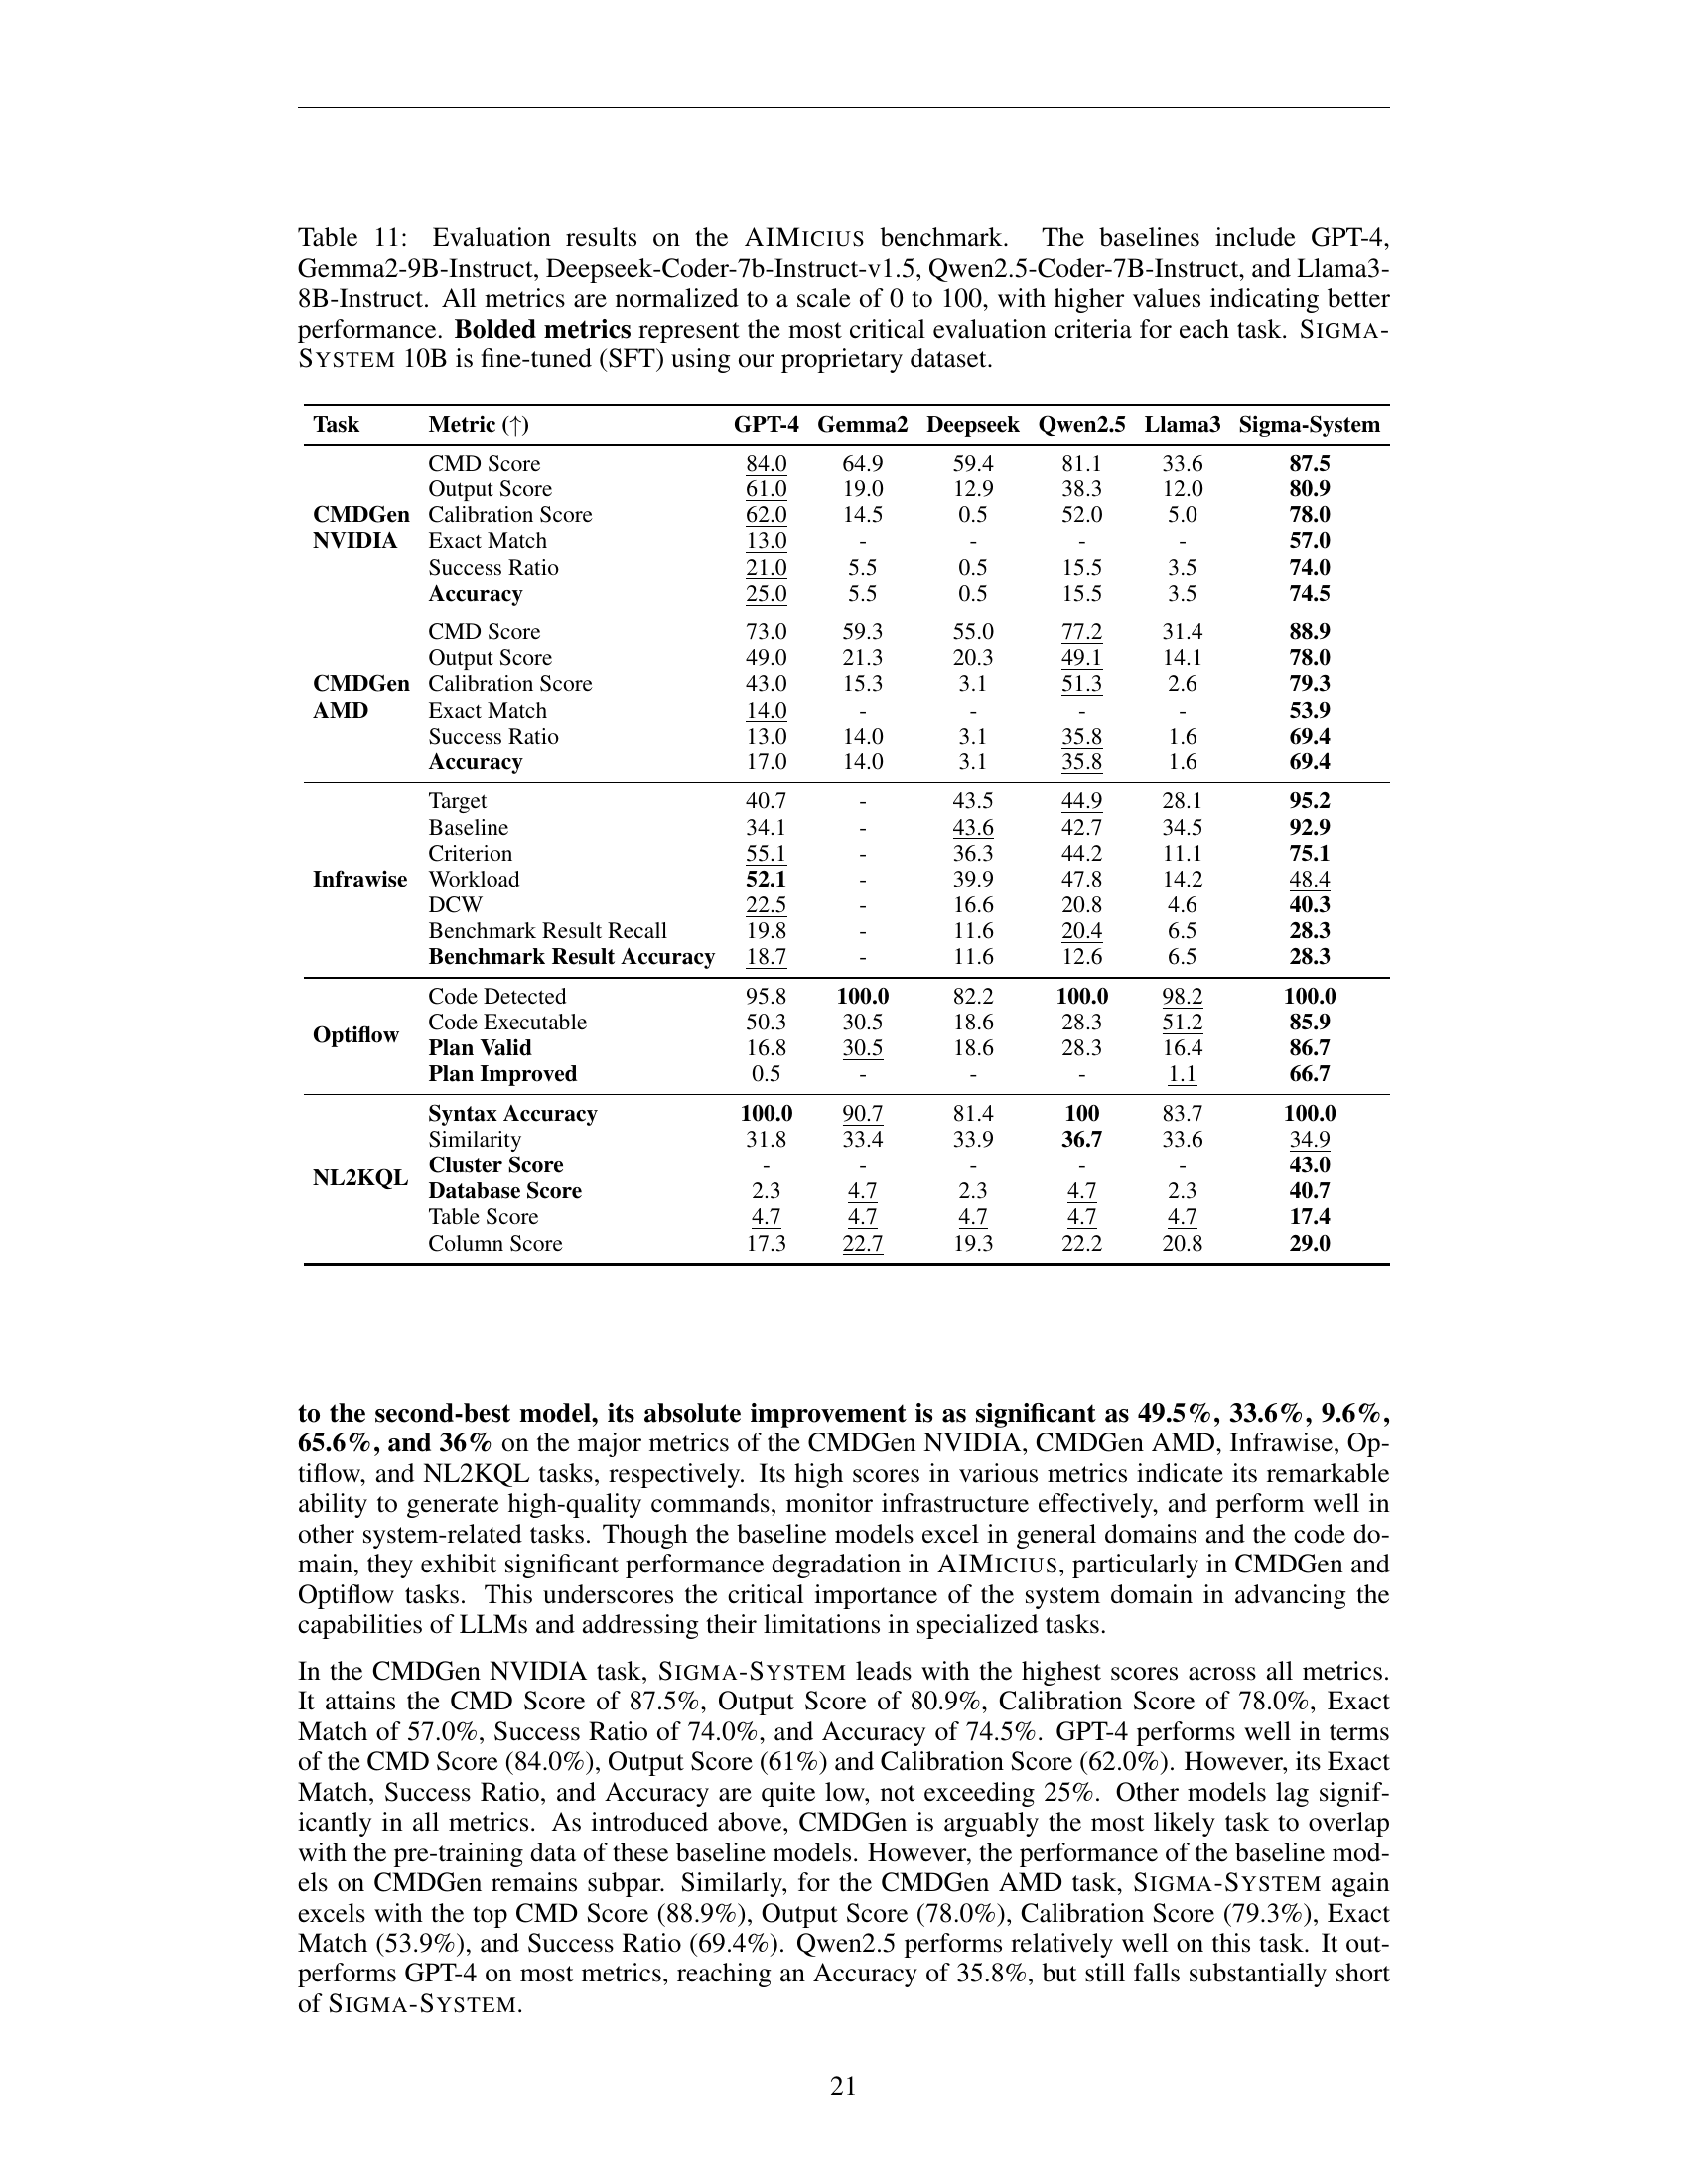 Table 11: Evaluation results on the AIMICIUS benchmark. The baselines include GPT-4,
Gemma2-9B-Instruct, Deepseek-Coder-7b-Instruct-v1.5, Qwen2.5-Coder-7B-Instruct, and Llama3-
8B-Instruct. All metrics are normalized to a scale of 0 to 100, with higher values indicating better
performance. Bolded metrics represent the most critical evaluation criteria for each task. SIGMA-
SYSTEM 10B is fine-tuned (SFT) using our proprietary dataset.
Task Metric (↑) GPT-4 Gemma2 Deepseek Qwen2.5 Llama3 Sigma-System
CMDGen NVIDIA
CMD Score 84.0 64.9 59.4 81.1 33.6 87.5
Output Score 61.0 19.0 12.9 38.3 12.0 80.9
Calibration Score 62.0 14.5 0.5 52.0 5.0 78.0
Exact Match 13.0 - - - - 57.0
Success Ratio 21.0 5.5 0.5 15.5 3.5 74.0
Accuracy 25.0 5.5 0.5 15.5 3.5 74.5
CMDGen AMD
CMD Score 73.0 59.3 55.0 77.2 31.4 88.9
Output Score 49.0 21.3 20.3 49.1 14.1 78.0
Calibration Score 43.0 15.3 3.1 51.3 2.6 79.3
Exact Match 14.0 - - - - 53.9
Success Ratio 13.0 14.0 3.1 35.8 1.6 69.4
Accuracy 17.0 14.0 3.1 35.8 1.6 69.4
Infrawise
Target 40.7 - 43.5 44.9 28.1 95.2
Baseline 34.1 - 43.6 42.7 34.5 92.9
Criterion 55.1 - 36.3 44.2 11.1 75.1
Workload 52.1 - 39.9 47.8 14.2 48.4
DCW 22.5 - 16.6 20.8 4.6 40.3
Benchmark Result Recall 19.8 - 11.6 20.4 6.5 28.3
Benchmark Result Accuracy 18.7 - 11.6 12.6 6.5 28.3
Optiflow
Code Detected 95.8 100.0 82.2 100.0 98.2 100.0
Code Executable 50.3 30.5 18.6 28.3 51.2 85.9
Plan Valid 16.8 30.5 18.6 28.3 16.4 86.7
Plan Improved 0.5 - - - 1.1 66.7
NL2KQL
Syntax Accuracy 100.0 90.7 81.4 100 83.7 100.0
Similarity 31.8 33.4 33.9 36.7 33.6 34.9
Cluster Score - - - - - 43.0
Database Score 2.3 4.7 2.3 4.7 2.3 40.7
Table Score 4.7 4.7 4.7 4.7 4.7 17.4
Column Score 17.3 22.7 19.3 22.2 20.8 29.0
to the second-best model, its absolute improvement is as significant as 49.5%, 33.6%, 9.6%,
65.6%, and 36% on the major metrics of the CMDGen NVIDIA, CMDGen AMD, Infrawise, Op-
tiflow, and NL2KQL tasks, respectively. Its high scores in various metrics indicate its remarkable
ability to generate high-quality commands, monitor infrastructure effectively, and perform well in
other system-related tasks. Though the baseline models excel in general domains and the code do-
main, they exhibit significant performance degradation in AIMICIUS, particularly in CMDGen and
Optiflow tasks. This underscores the critical importance of the system domain in advancing the
capabilities of LLMs and addressing their limitations in specialized tasks.
In the CMDGen NVIDIA task, SIGMA-SYSTEM leads with the highest scores across all metrics.
It attains the CMD Score of 87.5%, Output Score of 80.9%, Calibration Score of 78.0%, Exact
Match of 57.0%, Success Ratio of 74.0%, and Accuracy of 74.5%. GPT-4 performs well in terms
of the CMD Score (84.0%), Output Score (61%) and Calibration Score (62.0%). However, its Exact
Match, Success Ratio, and Accuracy are quite low, not exceeding 25%. Other models lag signif-
icantly in all metrics. As introduced above, CMDGen is arguably the most likely task to overlap
with the pre-training data of these baseline models. However, the performance of the baseline mod-
els on CMDGen remains subpar. Similarly, for the CMDGen AMD task, SIGMA-SYSTEM again
excels with the top CMD Score (88.9%), Output Score (78.0%), Calibration Score (79.3%), Exact
Match (53.9%), and Success Ratio (69.4%). Qwen2.5 performs relatively well on this task. It out-
performs GPT-4 on most metrics, reaching an Accuracy of 35.8%, but still falls substantially short
of SIGMA-SYSTEM.
21